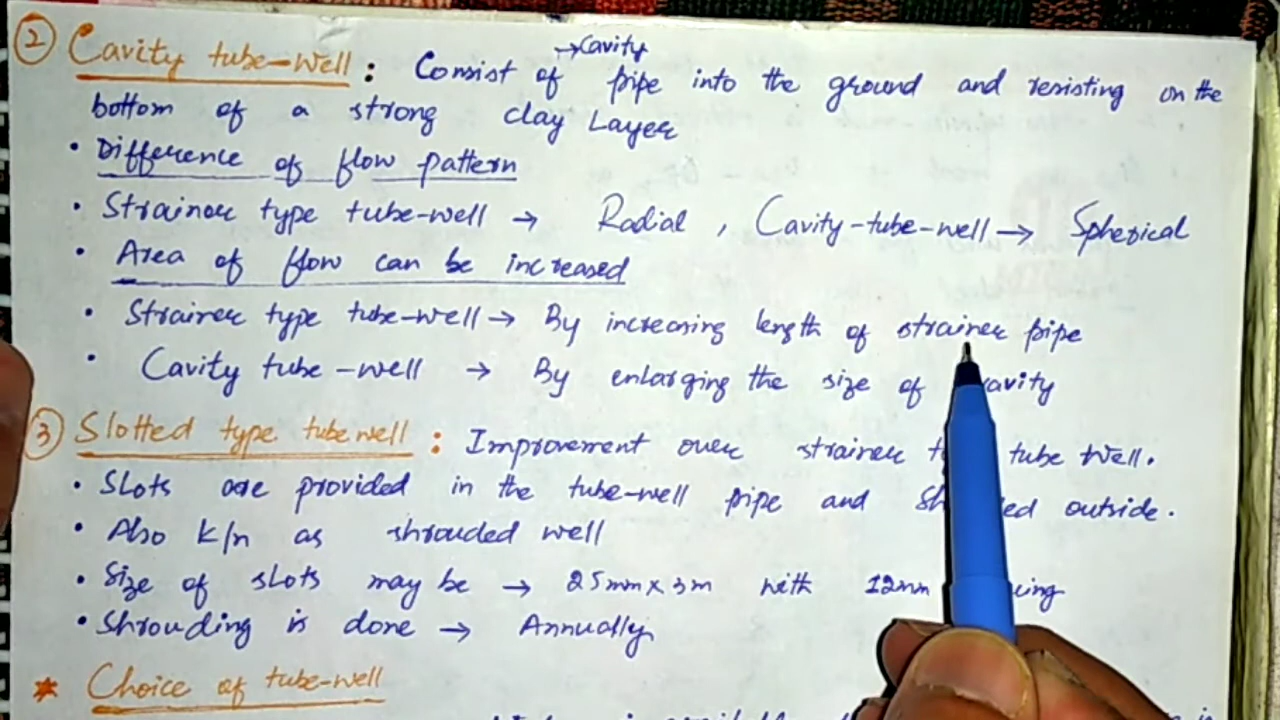 ② Cavity tube-well : Consist of →Cavity pipe into the ground and resisting on the
bottom of a strong clay Layer
• Difference of flow pattern
• Strainer type tube-well → Radial , Cavity-tube-well → Spherical
• Area of flow can be increased
• Strainer type tube-well → By increasing length of strainer pipe
• Cavity tube-well → By enlarging the size of cavity
③ Slotted type tubewell : Improvement over strainer tube well.
• Slots are provided in the tube-well pipe and outside.
• Also k/n as shrouded well
• Size of slots may be → 25mm x 3m with 12mm
• Shrouding is done → Annually
* Choice of tube-well